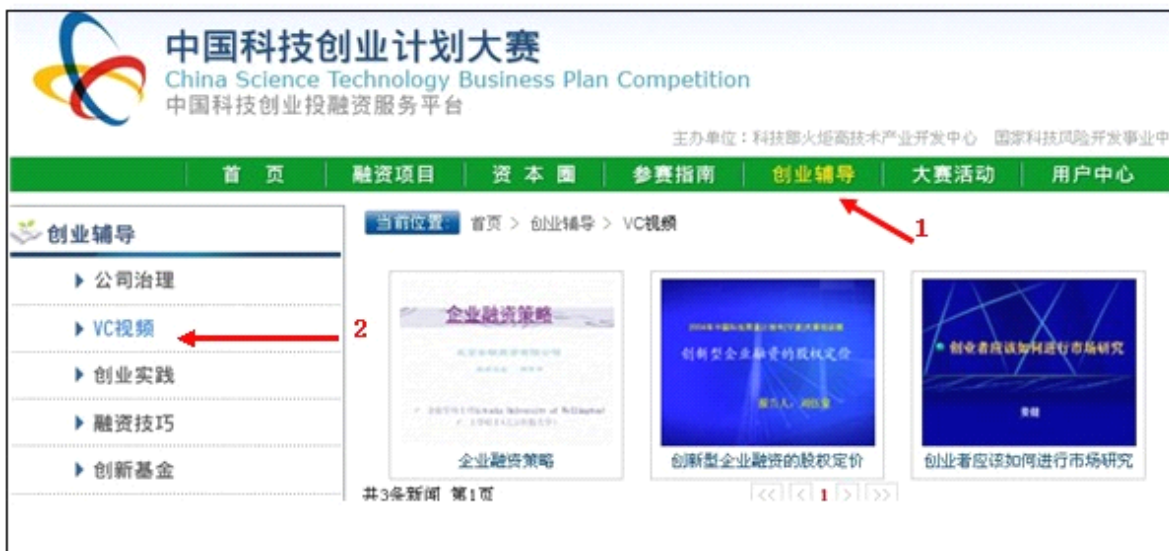 中国科技创业计划大赛
China Science Technology Business Plan Competition
中国科技创业投融资服务平台
主办单位：科技部火炬高技术产业开发中心 国家科技风险开发事业中
首 页 融资项目 资 本 圈 参赛指南 创业辅导 大赛活动 用户中心
1
当前位置： 首页 > 创业辅导 > VC视频
创业辅导
公司治理
VC视频
2
创业实践
融资技巧
创新基金
企业融资策略
创新型企业融资的股权定价
创业者应该如何进行市场研究
企业融资策略
创新型企业融资的股权定价
创业者应该如何进行市场研究
共3条新闻 第1页
<< < 1 > >>